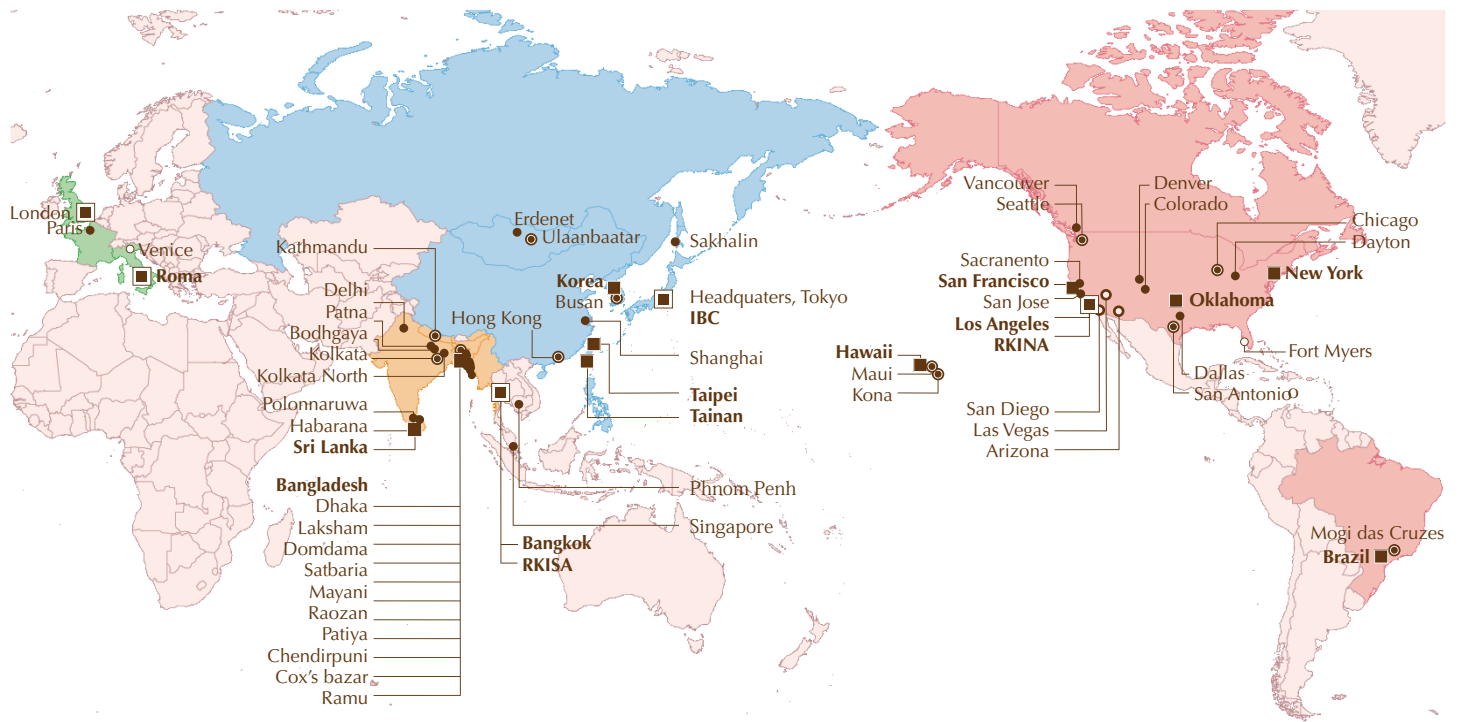 London
Paris
Venice
Roma
Kathmandu
Delhi
Patna
Bodhgaya
Kolkata
Kolkata North
Polonnaruwa
Habarana
Sri Lanka
Bangladesh
Dhaka
Laksham
Domdama
Satbaria
Mayani
Raozan
Patiya
Chendirpuni
Cox's bazar
Ramu
Erdenet
Ulaanbaatar
Sakhalin
Korea
Busan
Headquaters, Tokyo
IBC
Hong Kong
Shanghai
Taipei
Tainan
Phnom Penh
Singapore
Bangkok
RKISA
Hawaii
Maui
Kona
Vancouver
Seattle
Sacranento
San Francisco
San Jose
Los Angeles
RKINA
San Diego
Las Vegas
Arizona
Denver
Colorado
Chicago
Dayton
New York
Oklahoma
Fort Myers
Dallas
San Antonio
Mogi das Cruzes
Brazil